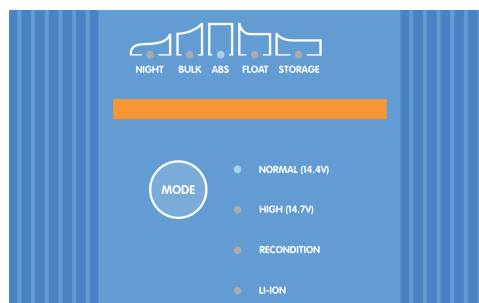 NIGHT BULK ABS FLOAT STORAGE
MODE
NORMAL (14.4V)
HIGH (14.7V)
RECONDITION
LI-ION